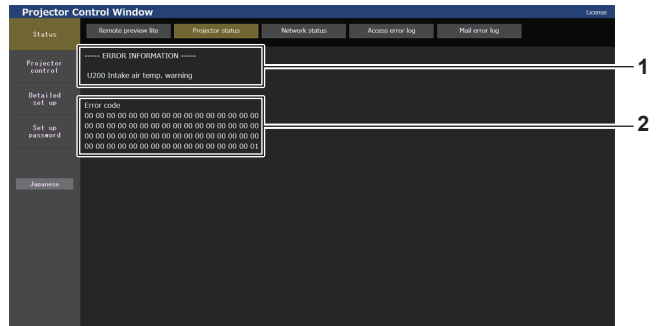 Projector Control Window
License
Status
Remote preview lite
Projector status
Network status
Access error log
Mail error log
----- ERROR INFORMATION -----
U200 Intake air temp. warning
1
Projector
control
Detailed
set up
Error code
00 00 00 00 00 00 00 00 00 00 00 00 00 00 00 00
00 00 00 00 00 00 00 00 00 00 00 00 00 00 00 00
00 00 00 00 00 00 00 00 00 00 00 00 00 00 00 00
00 00 00 00 00 00 00 00 00 00 00 00 00 00 00 01
2
Set up
password
Japanese